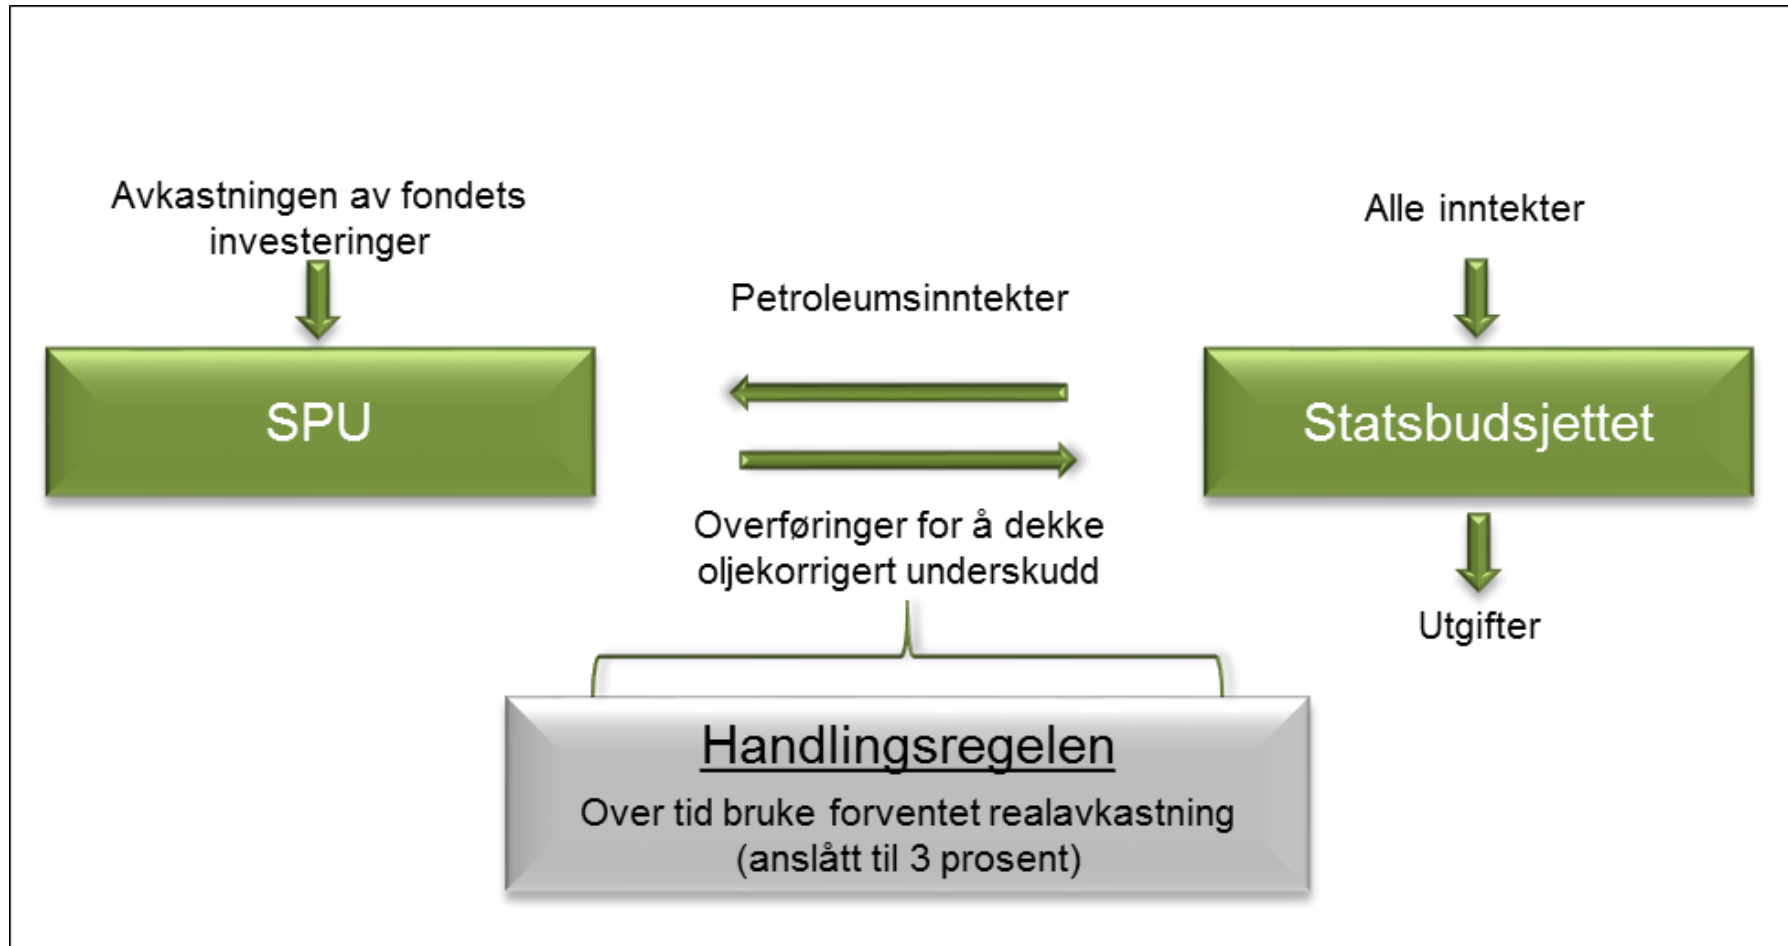 Avkastningen av fondets
investeringer
Alle inntekter
Petroleumsinntekter
SPU
Statsbudsjettet
Overføringer for å dekke
oljekorrigert underskudd
Utgifter
Handlingsregelen
Over tid bruke forventet realavkastning
(anslått til 3 prosent)